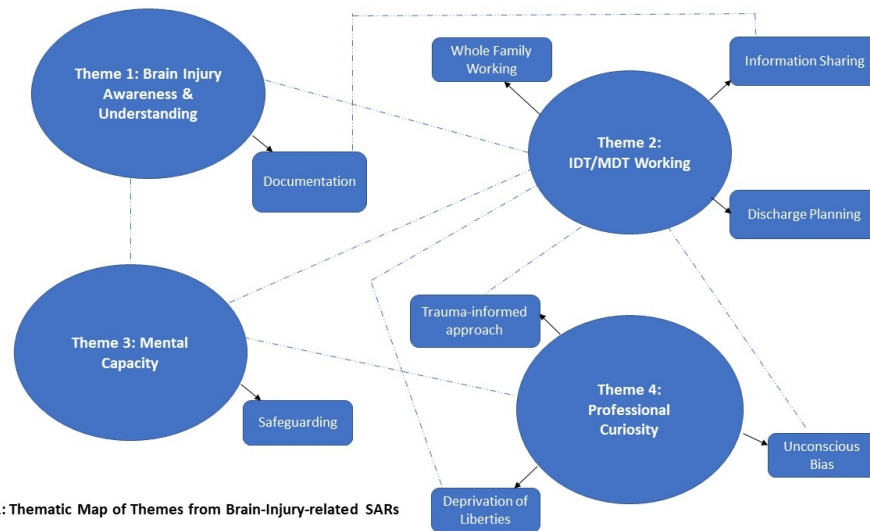 Theme 1: Brain Injury
Awareness &
Understanding
Documentation
Whole Family
Working
Information Sharing
Theme 2:
IDT/MDT Working
Discharge Planning
Theme 3: Mental
Capacity
Safeguarding
Trauma-informed
approach
Theme 4:
Professional
Curiosity
Unconscious
Bias
Deprivation of
Liberties
: Thematic Map of Themes from Brain-Injury-related SARs